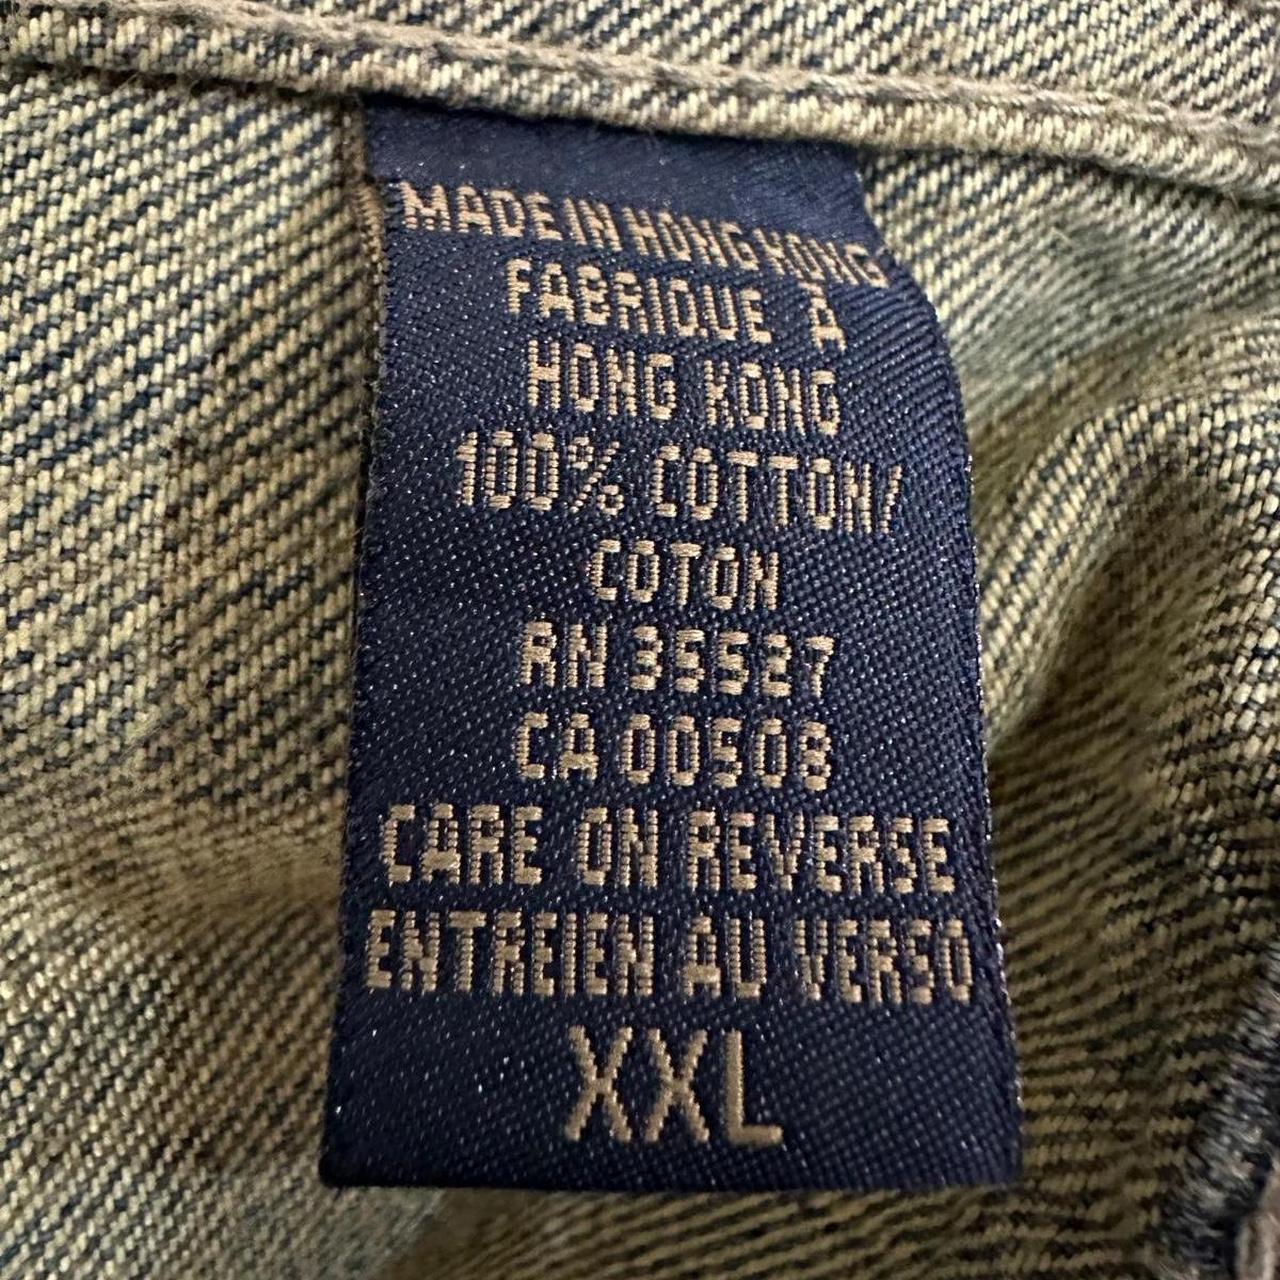 MADE IN HONG KONG
FABRIQUE À
HONG KONG
100% COTTON/
COTON
RN 35527
CA 00508
CARE ON REVERSE
ENTREIEN AU VERSO
XXL